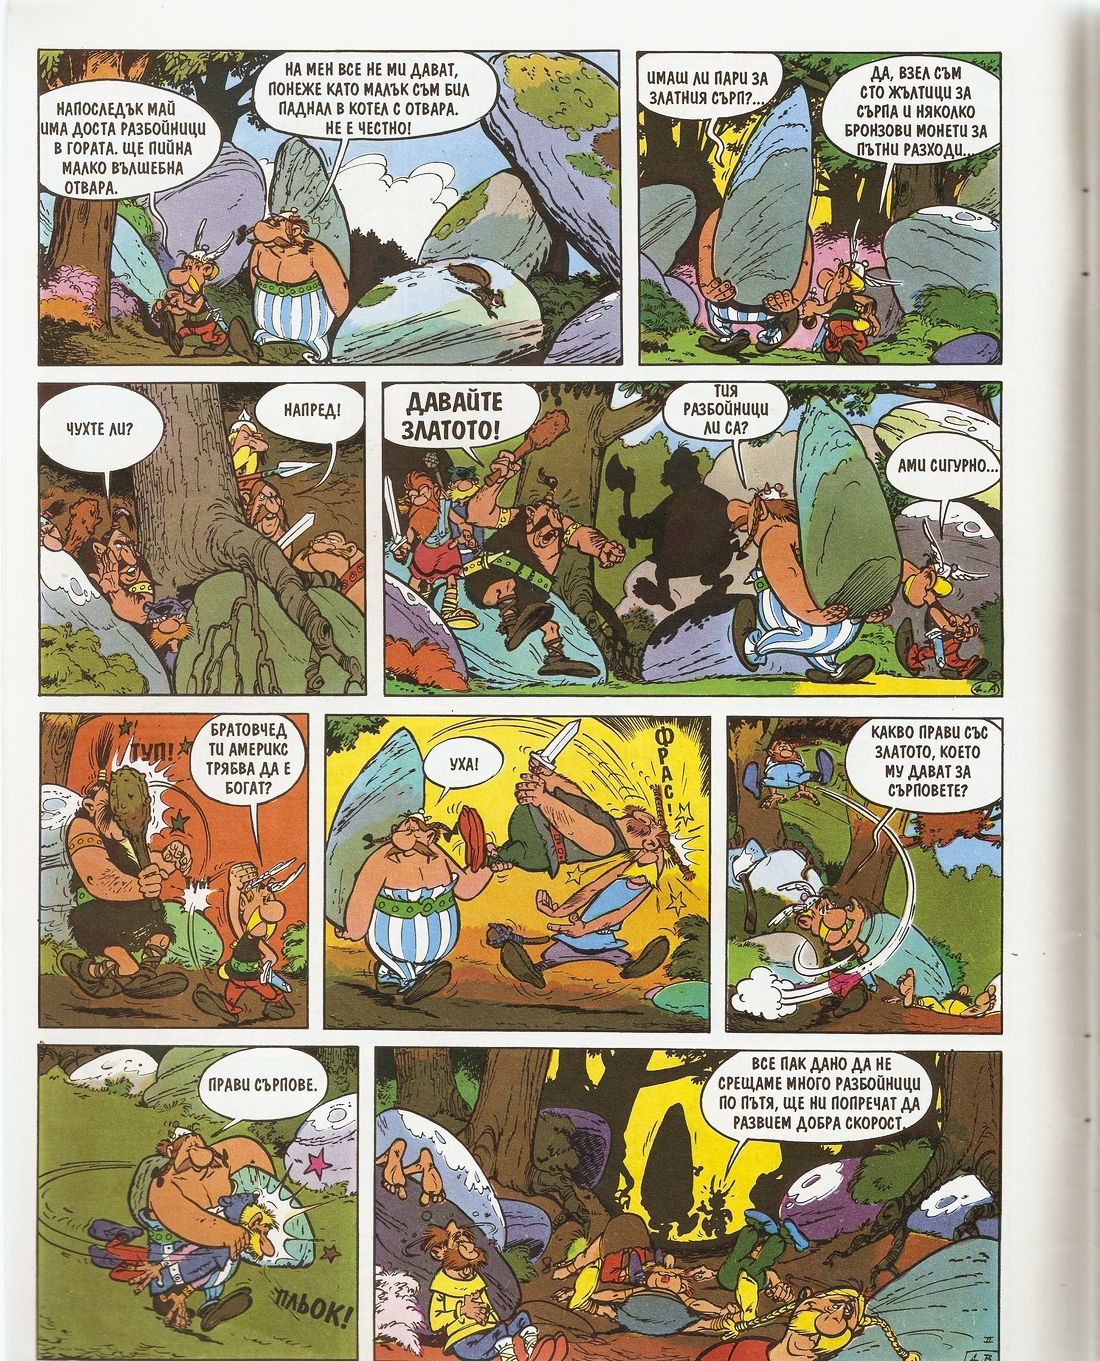 НАПОСЛЕДЪК МАЙ
ИМА ДОСТА РАЗБОЙНИЦИ
В ГОРАТА. ЩЕ ПИЙНА
МАЛКО ВЪЛШЕБНА
ОТВАРА.
НА МЕН ВСЕ НЕ МИ ДАВАТ,
ПОНЕЖЕ КАТО МАЛЪК СЪМ БИЛ
ПАДНАЛ В КОТЕЛ С ОТВАРА.
НЕ Е ЧЕСТНО!
ИМАШ ЛИ ПАРИ ЗА
ЗЛАТНИЯ СЪРП?...
ДА, ВЗЕЛ СЪМ
СТО ЖЪЛТИЦИ ЗА
СЪРПА И НЯКОЛКО
БРОНЗОВИ МОНЕТИ ЗА
ПЪТНИ РАЗХОДИ...
ЧУХТЕ ЛИ?
НАПРЕД!
ДАВАЙТЕ
ЗЛАТОТО!
ТИЯ
РАЗБОЙНИЦИ
ЛИ СА?
АМИ СИГУРНО...
4.A
ТУП!
БРАТОВЧЕД
ТИ АМЕРИКС
ТРЯБВА ДА Е
БОГАТ?
ТУП!
УХА!
ФРАС!
КАКВО ПРАВИ СЪС
ЗЛАТОТО, КОЕТО
МУ ДАВАТ ЗА
СЪРПОВЕТЕ?
ПРАВИ СЪРПОВЕ.
ПЛЬОК!
ВСЕ ПАК ДАНО ДА НЕ
СРЕЩАМЕ МНОГО РАЗБОЙНИЦИ
ПО ПЪТЯ, ЩЕ НИ ПОПРЕЧАТ ДА
РАЗВИЕМ ДОБРА СКОРОСТ.
II
4.B